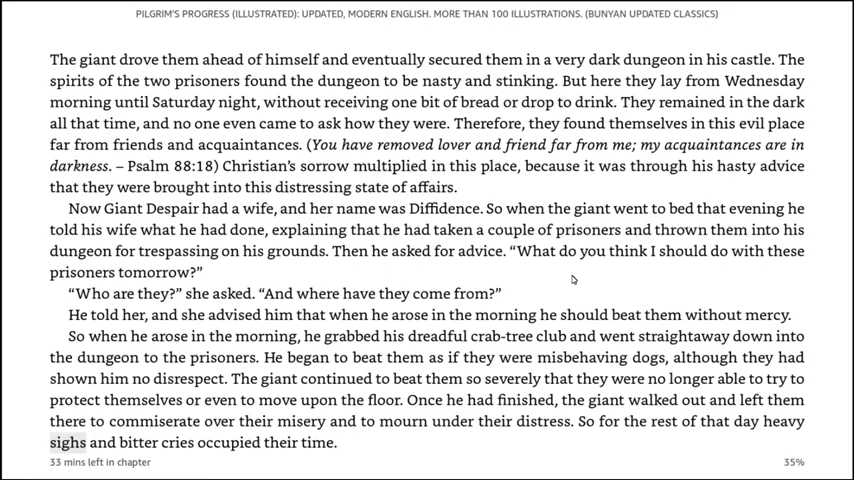 PILGRIM'S PROGRESS (ILLUSTRATED): UPDATED, MODERN ENGLISH. MORE THAN 100 ILLUSTRATIONS. (BUNYAN UPDATED CLASSICS)
The giant drove them ahead of himself and eventually secured them in a very dark dungeon in his castle. The
spirits of the two prisoners found the dungeon to be nasty and stinking. But here they lay from Wednesday
morning until Saturday night, without receiving one bit of bread or drop to drink. They remained in the dark
all that time, and no one even came to ask how they were. Therefore, they found themselves in this evil place
far from friends and acquaintances. (You have removed lover and friend far from me; my acquaintances are in
darkness. – Psalm 88:18) Christian's sorrow multiplied in this place, because it was through his hasty advice
that they were brought into this distressing state of affairs.
Now Giant Despair had a wife, and her name was Diffidence. So when the giant went to bed that evening he
told his wife what he had done, explaining that he had taken a couple of prisoners and thrown them into his
dungeon for trespassing on his grounds. Then he asked for advice. “What do you think I should do with these
prisoners tomorrow?”
“Who are they?” she asked. “And where have they come from?”
He told her, and she advised him that when he arose in the morning he should beat them without mercy.
So when he arose in the morning, he grabbed his dreadful crab-tree club and went straightaway down into
the dungeon to the prisoners. He began to beat them as if they were misbehaving dogs, although they had
shown him no disrespect. The giant continued to beat them so severely that they were no longer able to try to
protect themselves or even to move upon the floor. Once he had finished, the giant walked out and left them
there to commiserate over their misery and to mourn under their distress. So for the rest of that day heavy
sighs and bitter cries occupied their time.
33 mins left in chapter
35%